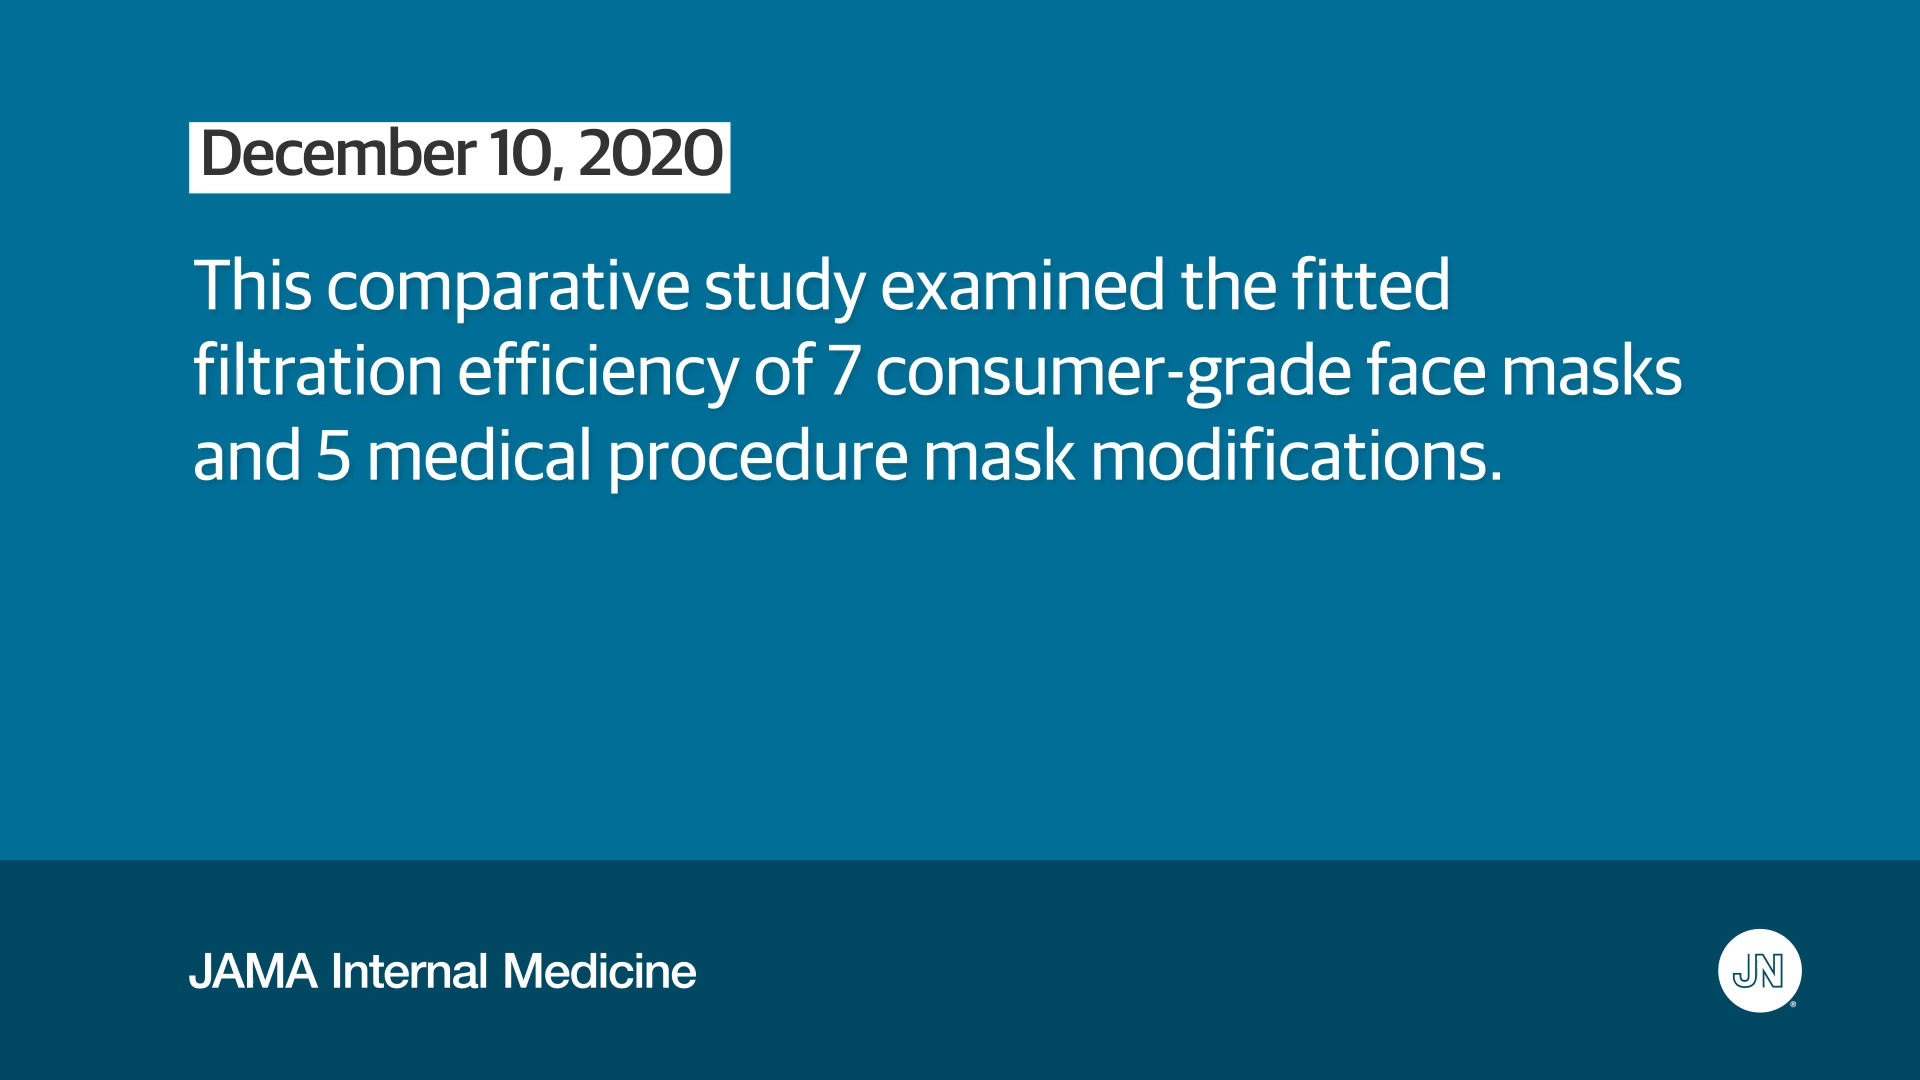 December 10, 2020
This comparative study examined the fitted
filtration efficiency of 7 consumer-grade face masks
and 5 medical procedure mask modifications.
JAMA Internal Medicine
JN®